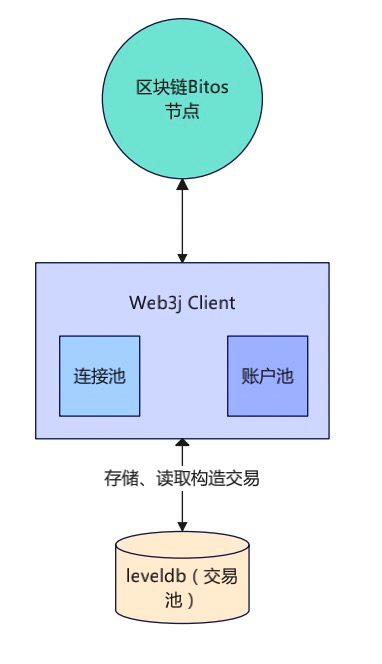 区块链Bitos
节点
Web3j Client
连接池
账户池
存储、读取构造交易
leveldb（交易
池）